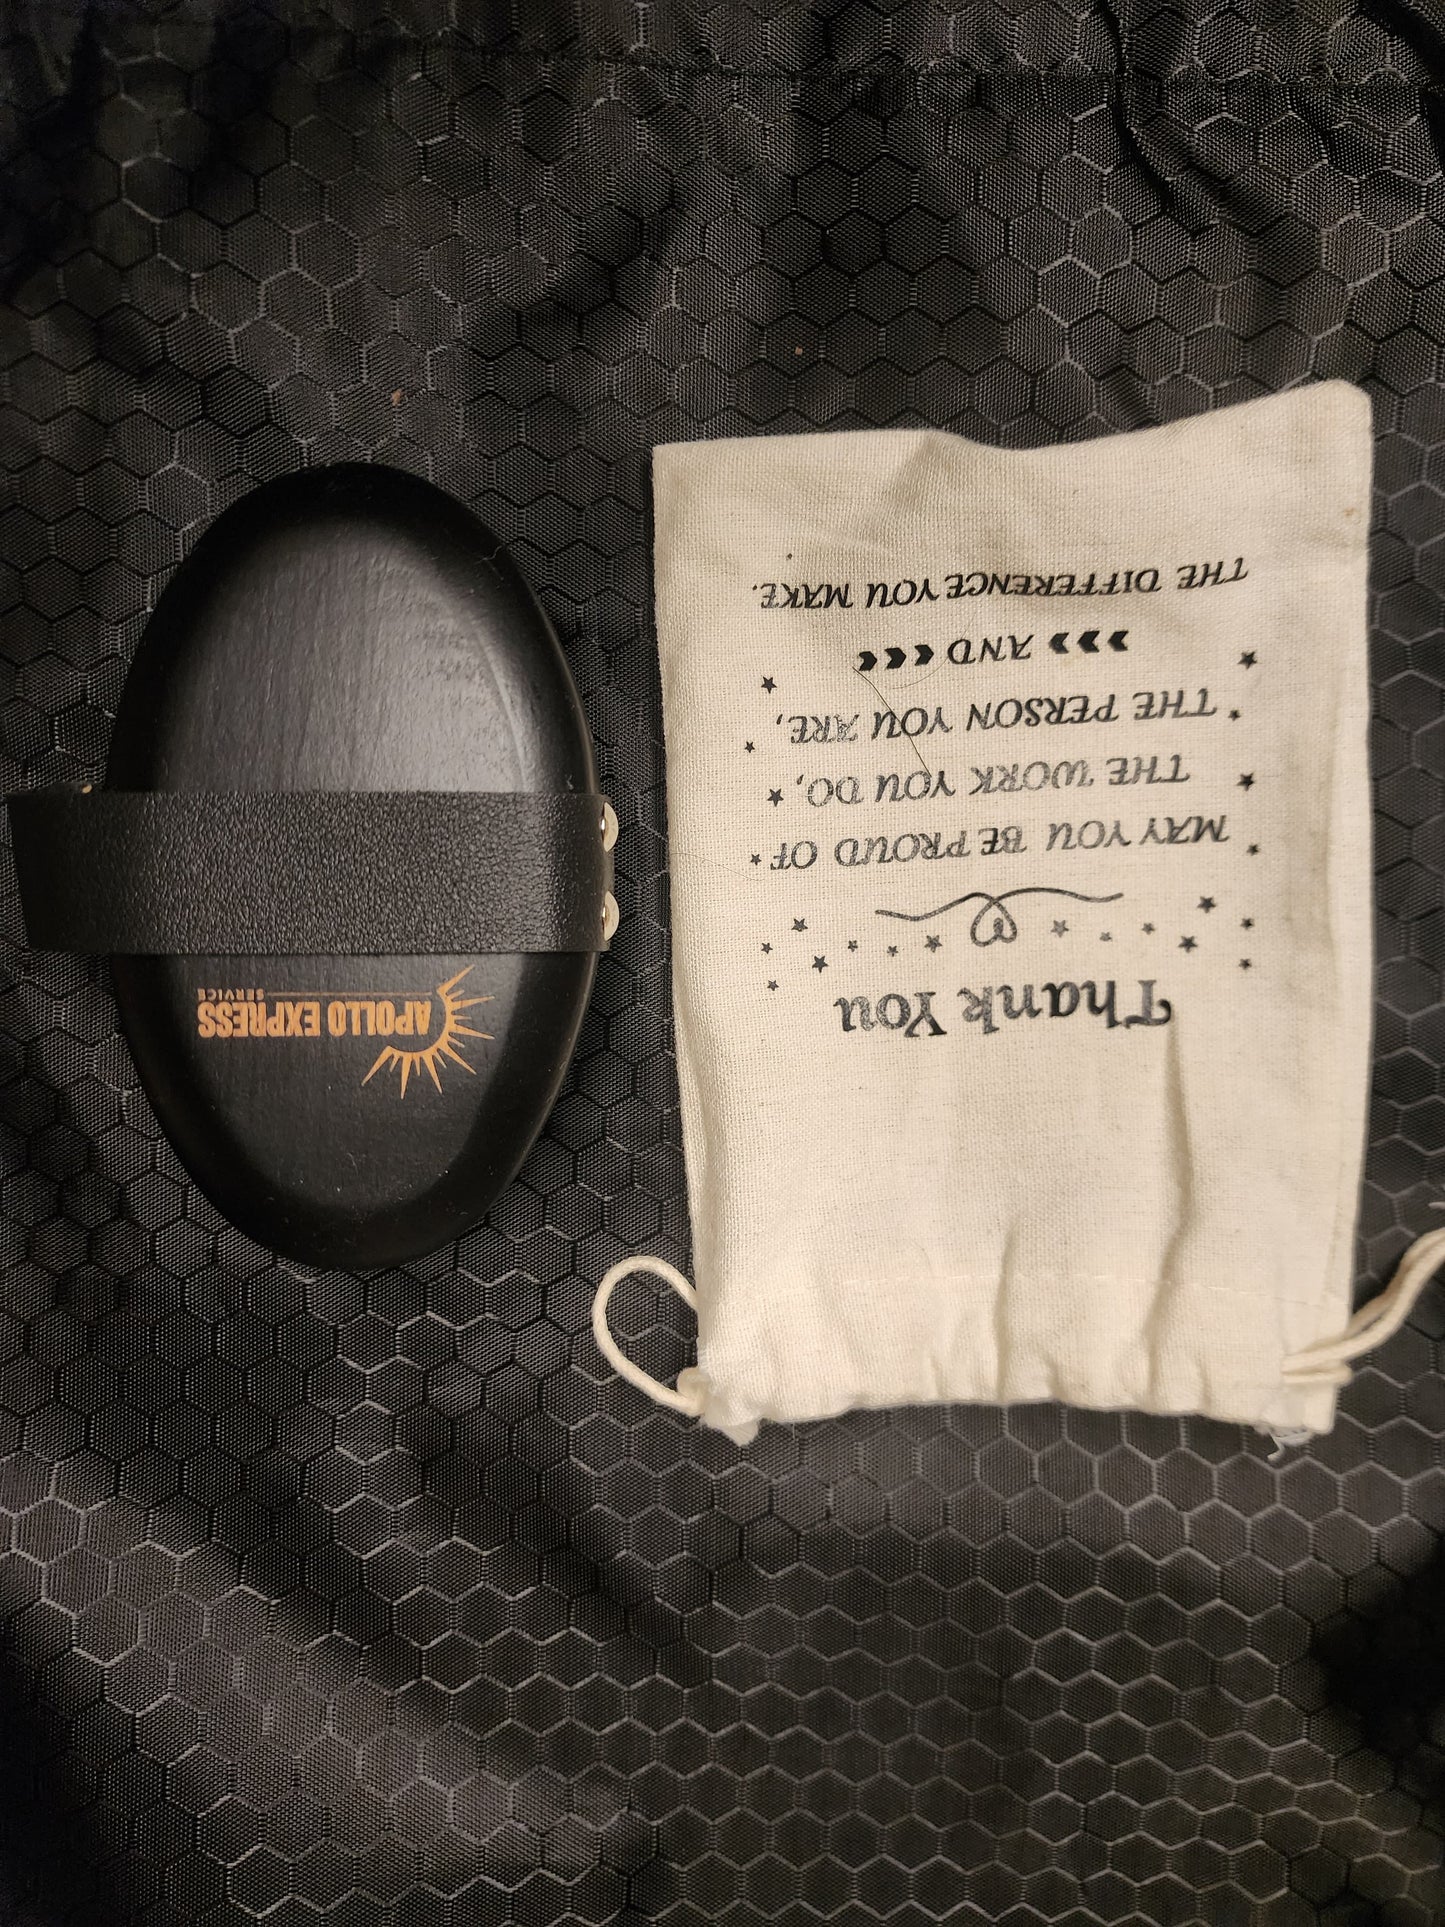 APOLLO EXPRESS
SERVICE
Thank You
MAY YOU BE PROUD OF
THE WORK YOU DO,
THE PERSON YOU ARE,
AND
THE DIFFERENCE YOU MAKE.